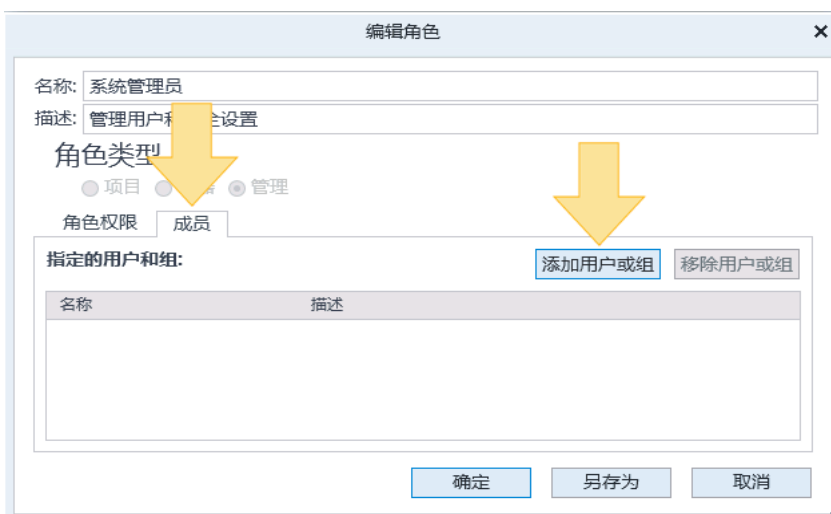 编辑角色
名称: 系统管理员
描述: 管理用户和 全设置
角色类型
项目 管理
角色权限 成员
指定的用户和组: 添加用户或组 移除用户或组
名称 描述
确定 另存为 取消